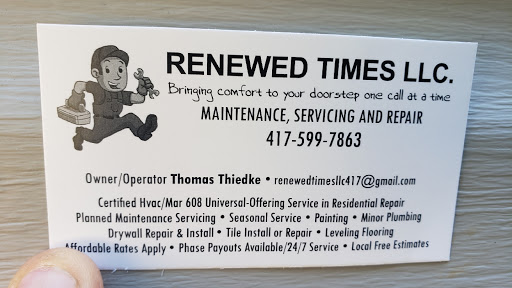 RENEWED TIMES LLC.
Bringing comfort to your doorstep one call at a time
MAINTENANCE, SERVICING AND REPAIR
417-599-7863
Owner/Operator Thomas Thiedke • renewedtimesllc417@gmail.com
Certified Hvac/Mar 608 Universal-Offering Service in Residential Repair
Planned Maintenance Servicing • Seasonal Service • Painting • Minor Plumbing
Drywall Repair & Install • Tile Install or Repair • Leveling Flooring
Affordable Rates Apply • Phase Payouts Available/24/7 Service • Local Free Estimates